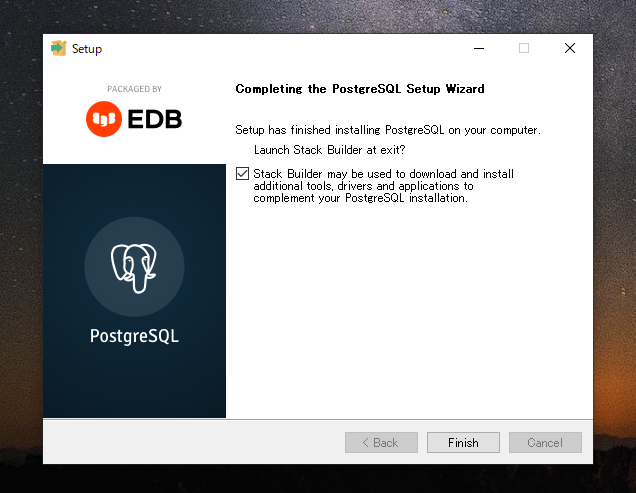 Setup
PACKAGED BY
EDB
PostgreSQL
Completing the PostgreSQL Setup Wizard
Setup has finished installing PostgreSQL on your computer.
Launch Stack Builder at exit?
Stack Builder may be used to download and install
additional tools, drivers and applications to
complement your PostgreSQL installation.
< Back
Finish
Cancel